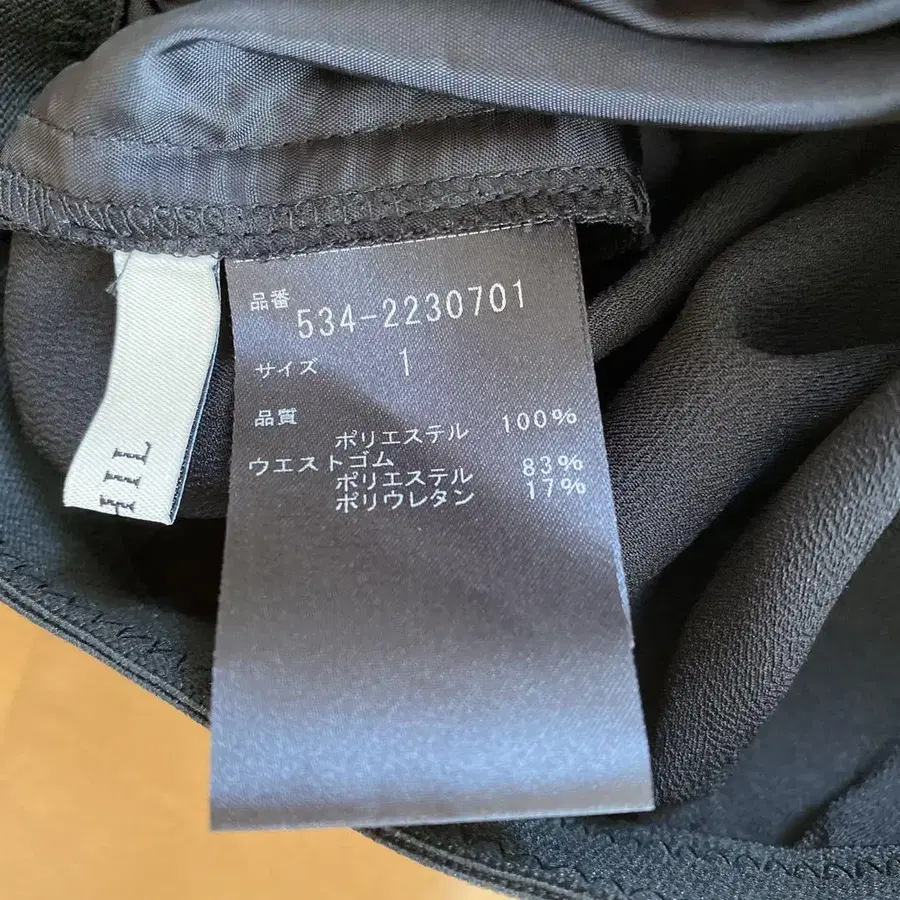 品番
534-2230701
サイズ 1
品質
ポリエステル 100%
ウエストゴム
ポリエステル 83%
ポリウレタン 17%